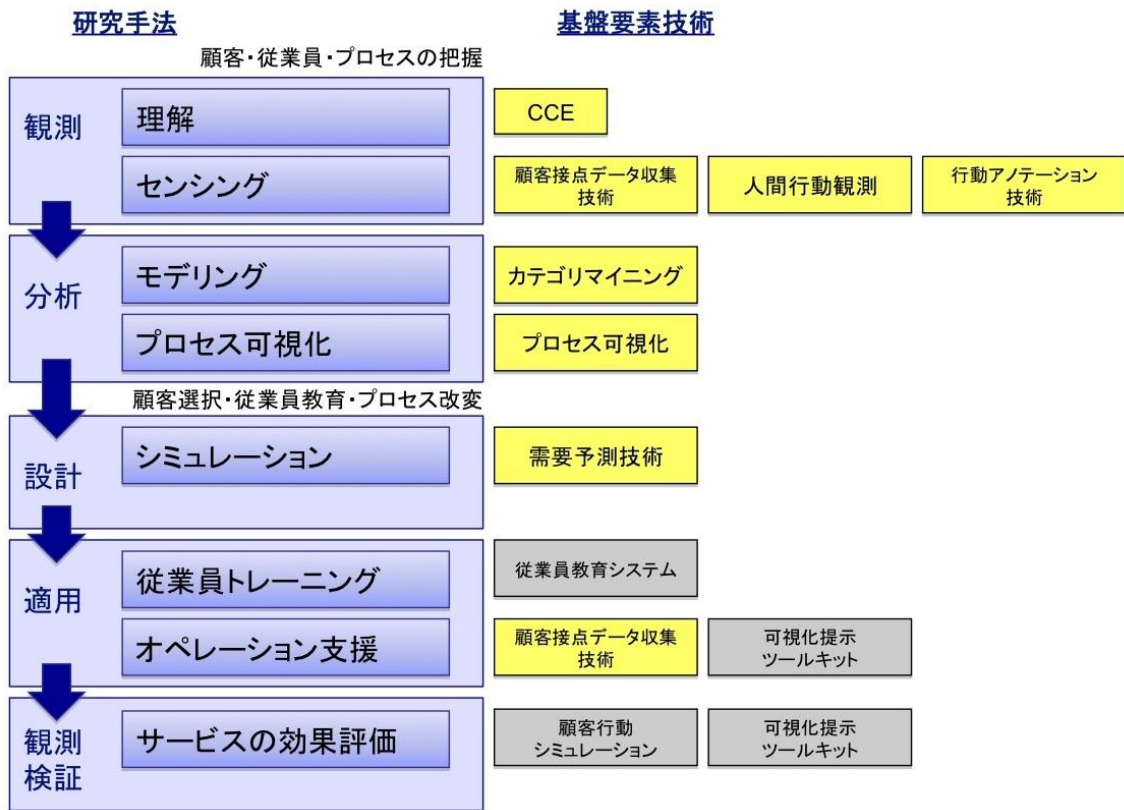 研究手法
基盤要素技術
顧客・従業員・プロセスの把握
観測
理解
CCE
センシング
顧客接点データ収集
技術
人間行動観測
行動アノテーション
技術
分析
モデリング
カテゴリマイニング
プロセス可視化
プロセス可視化
顧客選択・従業員教育・プロセス改変
設計
シミュレーション
需要予測技術
適用
従業員トレーニング
従業員教育システム
オペレーション支援
顧客接点データ収集
技術
可視化提示
ツールキット
観測
検証
サービスの効果評価
顧客行動
シミュレーション
可視化提示
ツールキット